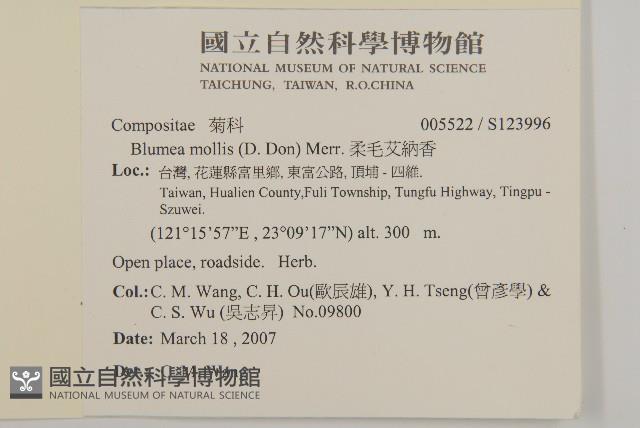 國立自然科學博物館
NATIONAL MUSEUM OF NATURAL SCIENCE
TAICHUNG, TAIWAN, R.O.CHINA
Compositae 菊科 005522 / S123996
Blumea mollis (D. Don) Merr. 柔毛艾納香
Loc.: 台灣, 花蓮縣富里鄉, 東富公路, 頂埔 - 四維.
Taiwan, Hualien County,Fuli Township, Tungfu Highway, Tingpu -
Szuwei.
(121°15’57”E , 23°09’17”N) alt. 300 m.
Open place, roadside. Herb.
Col.: C. M. Wang, C. H. Ou(歐辰雄), Y. H. Tseng(曾彥學) &
C. S. Wu (吳志昇) No.09800
Date: March 18 , 2007
國立自然科學博物館
NATIONAL MUSEUM OF NATURAL SCIENCE